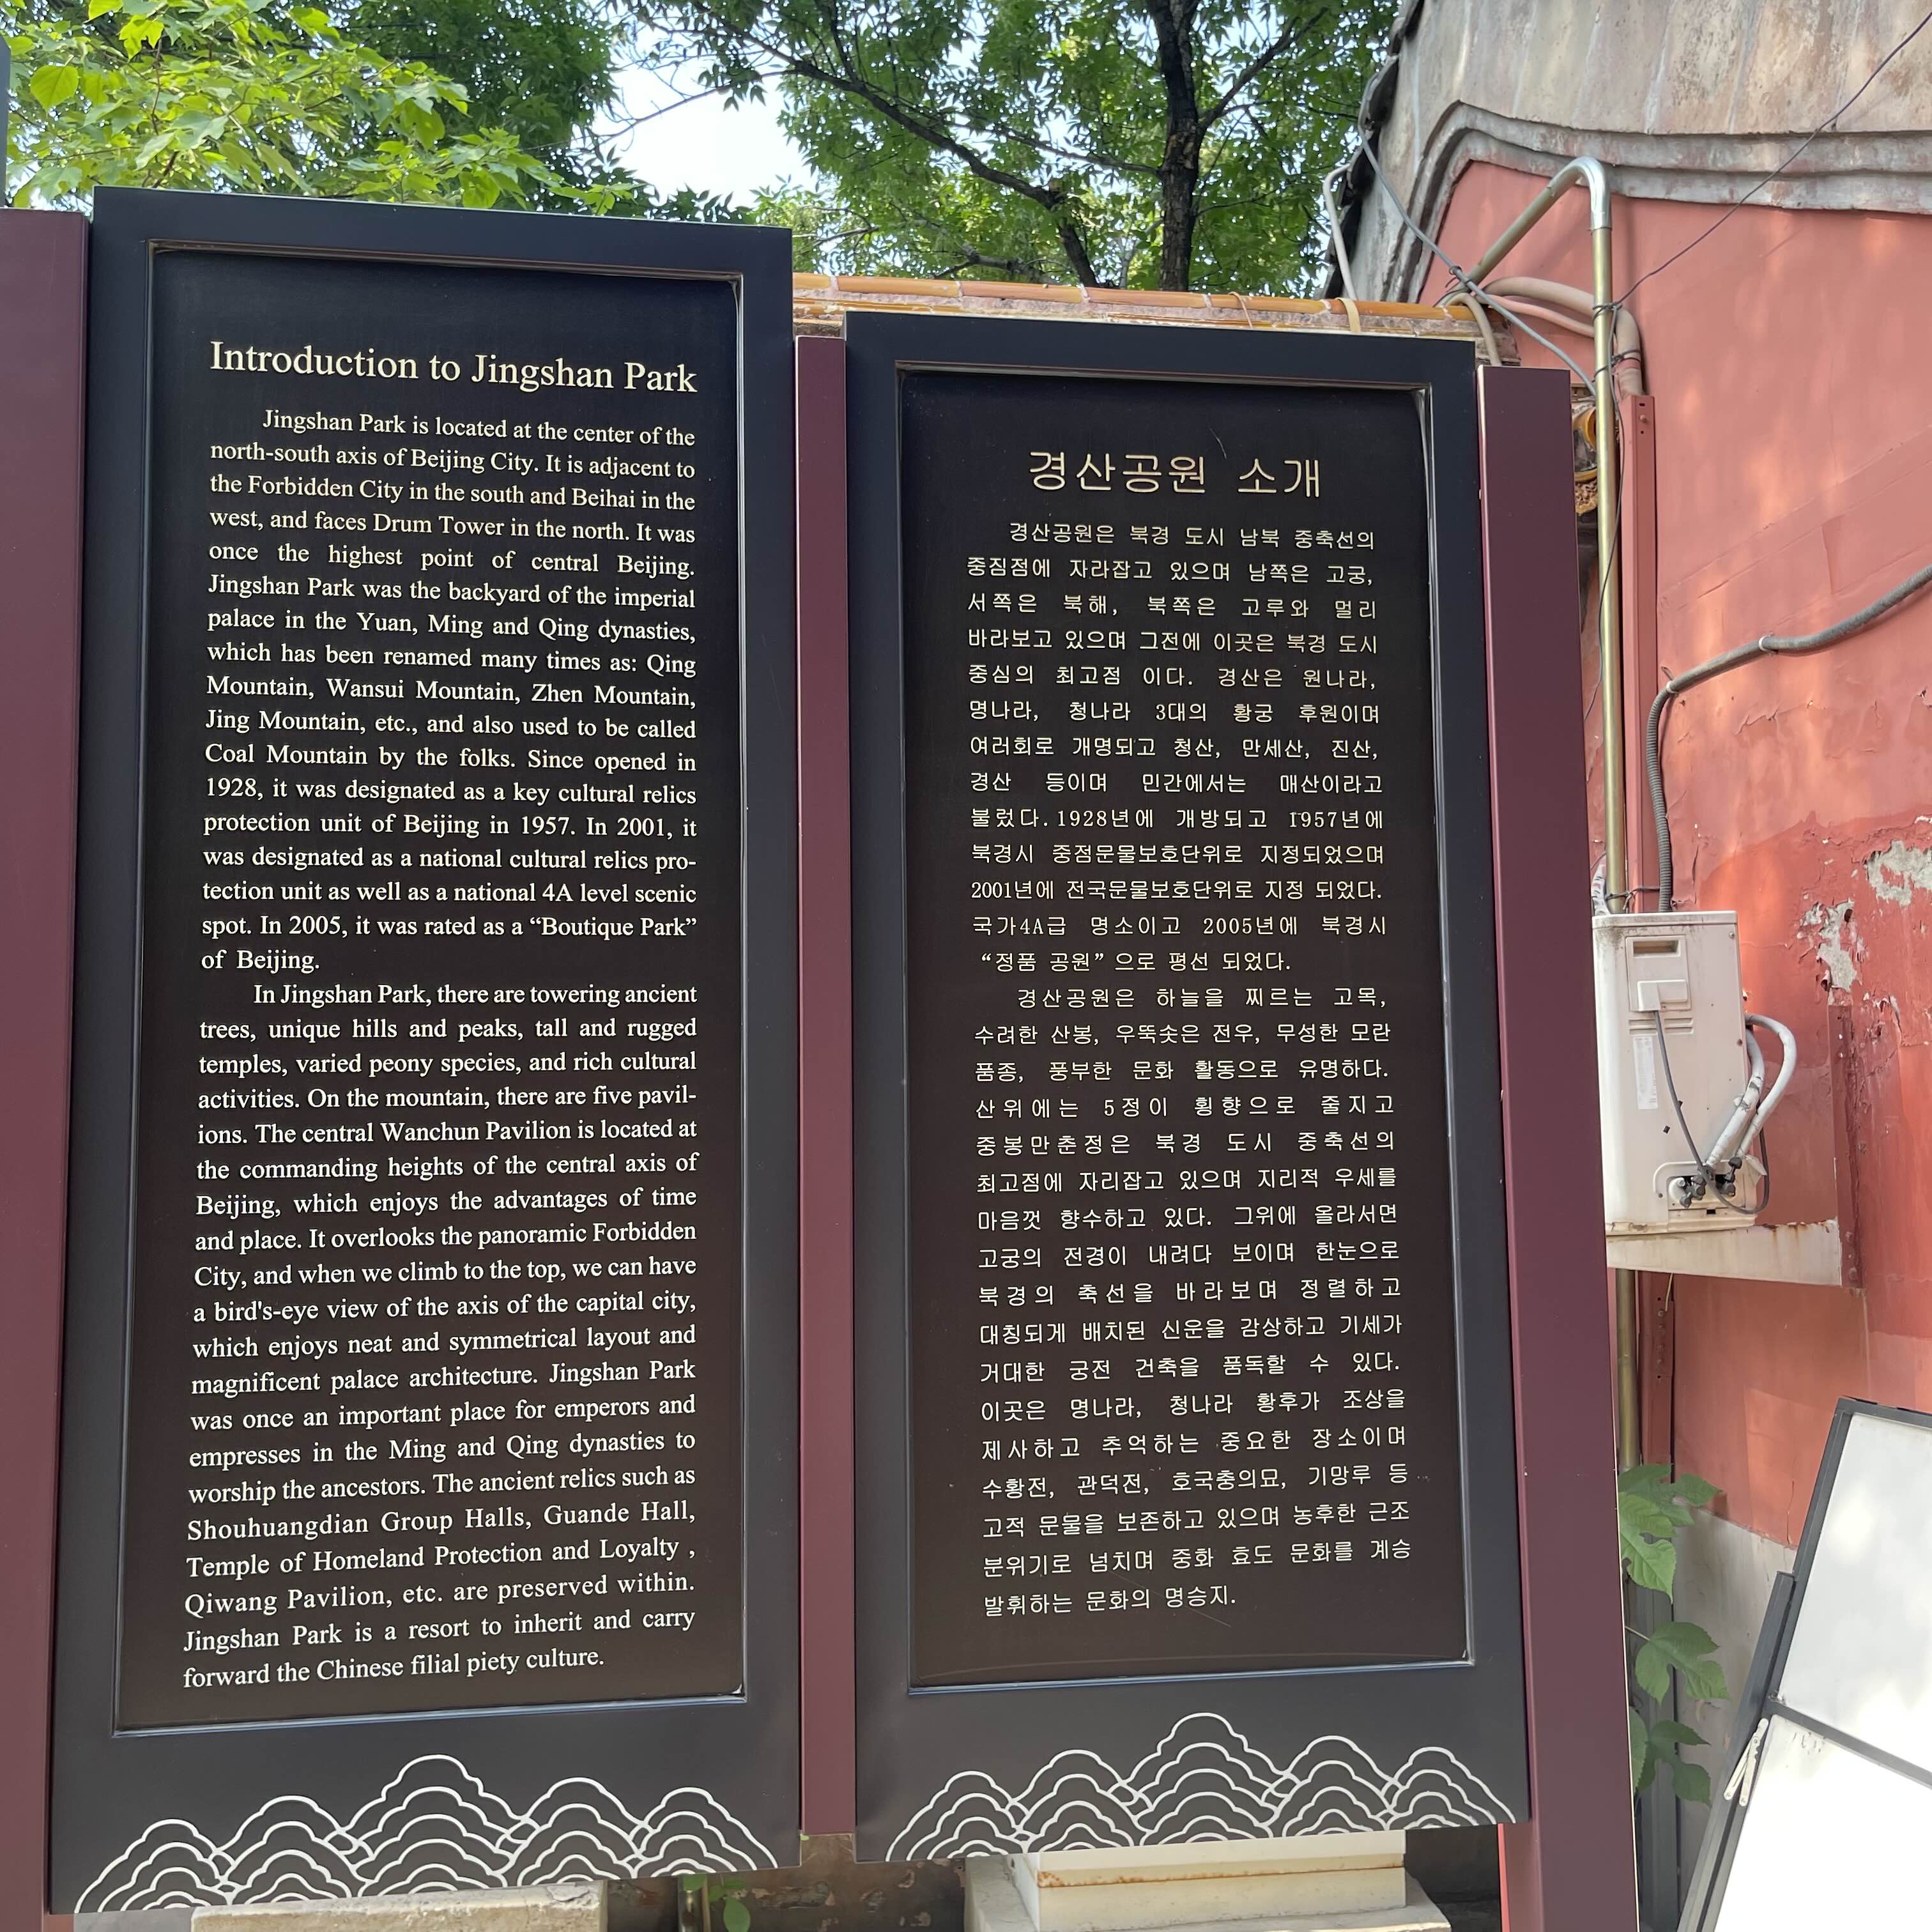 Introduction to Jingshan Park
Jingshan Park is located at the center of the
north-south axis of Beijing City. It is adjacent to
the Forbidden City in the south and Beihai in the
west, and faces Drum Tower in the north. It was
once the highest point of central Beijing.
Jingshan Park was the backyard of the imperial
palace in the Yuan, Ming and Qing dynasties,
which has been renamed many times as: Qing
Mountain, Wansui Mountain, Zhen Mountain,
Jing Mountain, etc., and also used to be called
Coal Mountain by the folks. Since opened in
1928, it was designated as a key cultural relics
protection unit of Beijing in 1957. In 2001, it
was designated as a national cultural relics pro-
tection unit as well as a national 4A level scenic
spot. In 2005, it was rated as a “Boutique Park”
of Beijing.
In Jingshan Park, there are towering ancient
trees, unique hills and peaks, tall and rugged
temples, varied peony species, and rich cultural
activities. On the mountain, there are five pavil-
ions. The central Wanchun Pavilion is located at
the commanding heights of the central axis of
Beijing, which enjoys the advantages of time
and place. It overlooks the panoramic Forbidden
City, and when we climb to the top, we can have
a bird's-eye view of the axis of the capital city,
which enjoys neat and symmetrical layout and
magnificent palace architecture. Jingshan Park
was once an important place for emperors and
empresses in the Ming and Qing dynasties to
worship the ancestors. The ancient relics such as
Shouhuangdian Group Halls, Guande Hall,
Temple of Homeland Protection and Loyalty ,
Qiwang Pavilion, etc. are preserved within.
Jingshan Park is a resort to inherit and carry
forward the Chinese filial piety culture.
경산공원 소개
경산공원은 북경 도시 남북 중축선의
중짐점에 자라잡고 있으며 남쪽은 고궁,
서쪽은 북해, 북쪽은 고루와 멀리
바라보고 있으며 그전에 이곳은 북경 도시
중심의 최고점 이다. 경산은 원나라,
명나라, 청나라 3대의 황궁 후원이며
여러회로 개명되고 청산, 만세산, 진산,
경산 등이며 민간에서는 매산이라고
불렀다. 1928년에 개방되고 1957년에
북경시 중점문물보호단위로 지정되었으며
2001년에 전국문물보호단위로 지정 되었다.
국가4A급 명소이고 2005년에 북경시
“정품 공원”으로 평선 되었다.
경산공원은 하늘을 찌르는 고목,
수려한 산봉, 우뚝솟은 전우, 무성한 모란
품종, 풍부한 문화 활동으로 유명하다.
산위에는 5정이 횡향으로 줄지고
중봉만춘정은 북경 도시 중축선의
최고점에 자리잡고 있으며 지리적 우세를
마음껏 향수하고 있다. 그위에 올라서면
고궁의 전경이 내려다 보이며 한눈으로
북경의 축선을 바라보며 정렬하고
대칭되게 배치된 신운을 감상하고 기세가
거대한 궁전 건축을 품독할 수 있다.
이곳은 명나라, 청나라 황후가 조상을
제사하고 추억하는 중요한 장소이며
수황전, 관덕전, 호국충의묘, 기망루 등
고적 문물을 보존하고 있으며 농후한 근조
분위기로 넘치며 중화 효도 문화를 계승
발휘하는 문화의 명승지.